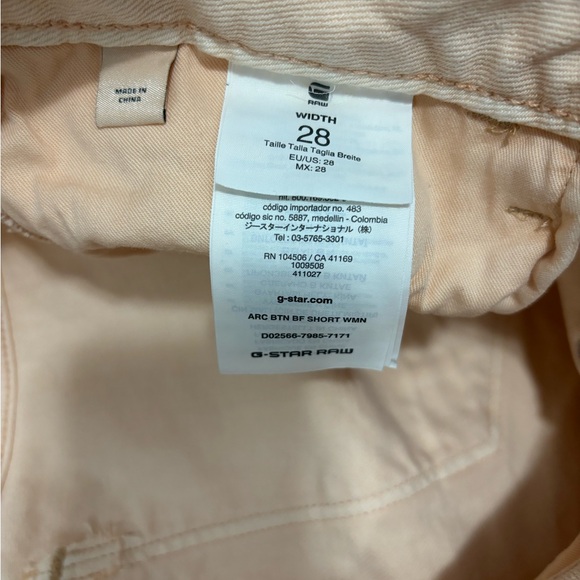 MADE IN
CHINA
RAW
WIDTH
28
Taille Talla Taglia Breite
EU/US: 28
MX: 28
código importador no. 483
código sic no. 5887, medellin - Colombia
ジースターインターナショナル（株）
Tel : 03-5765-3301
RN 104506 / CA 41169
1009508
411027
g-star.com
ARC BTN BF SHORT WMN
D02566-7985-7171
G-STAR RAW